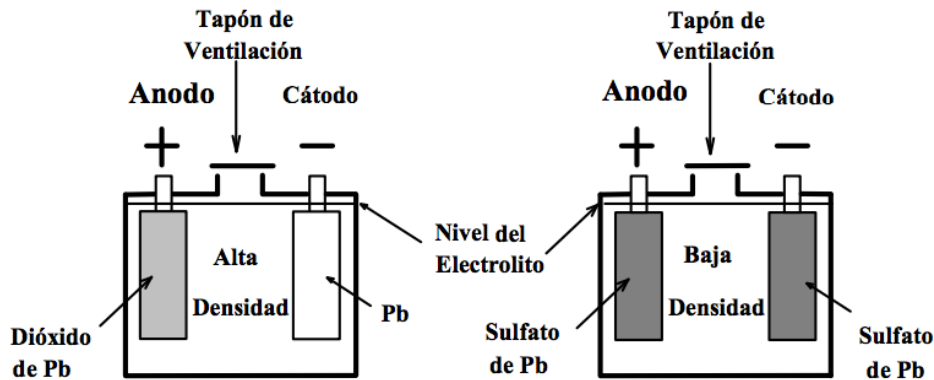 Tapón de
Ventilación
Anodo
Cátodo
+
−
Alta
Densidad
Dióxido
de Pb
Pb
Nivel del
Electrolito
Tapón de
Ventilación
Anodo
Cátodo
+
−
Baja
Densidad
Sulfato
de Pb
Sulfato
de Pb